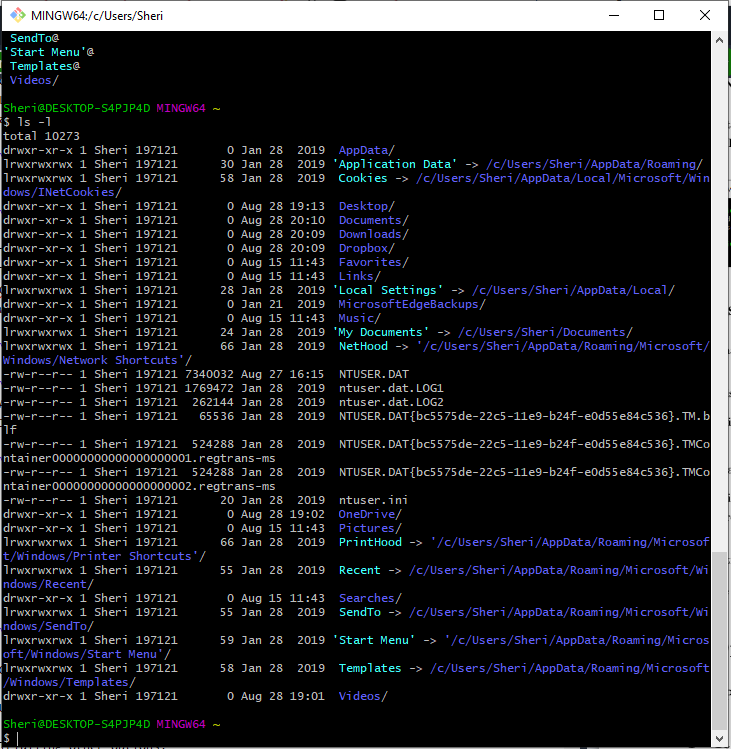 MINGW64:/c/Users/Sheri
SendTo@
'Start Menu'@
Templates@
Videos/
Sheri@DESKTOP-S4PJP4D MINGW64 ~
$ ls -l
total 10273
drwxr-xr-x 1 Sheri 197121       0 Jan 28  2019  AppData/
lrwxrwxrwx 1 Sheri 197121      30 Jan 28  2019 'Application Data' -> /c/Users/Sheri/AppData/Roaming/
lrwxrwxrwx 1 Sheri 197121      58 Jan 28  2019  Cookies -> /c/Users/Sheri/AppData/Local/Microsoft/Win
dows/INetCookies/
drwxr-xr-x 1 Sheri 197121       0 Aug 28 19:13  Desktop/
drwxr-xr-x 1 Sheri 197121       0 Aug 28 20:10  Documents/
drwxr-xr-x 1 Sheri 197121       0 Aug 28 20:09  Downloads/
drwxr-xr-x 1 Sheri 197121       0 Aug 28 20:09  Dropbox/
drwxr-xr-x 1 Sheri 197121       0 Aug 15 11:43  Favorites/
drwxr-xr-x 1 Sheri 197121       0 Aug 15 11:43  Links/
lrwxrwxrwx 1 Sheri 197121      28 Jan 28  2019 'Local Settings' -> /c/Users/Sheri/AppData/Local/
drwxr-xr-x 1 Sheri 197121       0 Jan 21  2019  MicrosoftEdgeBackups/
drwxr-xr-x 1 Sheri 197121       0 Aug 15 11:43  Music/
lrwxrwxrwx 1 Sheri 197121      24 Jan 28  2019 'My Documents' -> /c/Users/Sheri/Documents/
lrwxrwxrwx 1 Sheri 197121      66 Jan 28  2019  NetHood -> '/c/Users/Sheri/AppData/Roaming/Microsoft/
Windows/Network Shortcuts'/
-rw-r--r-- 1 Sheri 197121 7340032 Aug 27 16:15  NTUSER.DAT
-rw-r--r-- 1 Sheri 197121 1769472 Jan 28  2019  ntuser.dat.LOG1
-rw-r--r-- 1 Sheri 197121  262144 Jan 28  2019  ntuser.dat.LOG2
-rw-r--r-- 1 Sheri 197121   65536 Jan 28  2019  NTUSER.DAT{bc5575de-22c5-11e9-b24f-e0d55e84c536}.TM.b
lf
-rw-r--r-- 1 Sheri 197121  524288 Jan 28  2019  NTUSER.DAT{bc5575de-22c5-11e9-b24f-e0d55e84c536}.TMCo
ntainer00000000000000000001.regtrans-ms
-rw-r--r-- 1 Sheri 197121  524288 Jan 28  2019  NTUSER.DAT{bc5575de-22c5-11e9-b24f-e0d55e84c536}.TMCo
ntainer00000000000000000002.regtrans-ms
-rw-r--r-- 1 Sheri 197121      20 Jan 28  2019  ntuser.ini
drwxr-xr-x 1 Sheri 197121       0 Aug 28 19:02  OneDrive/
drwxr-xr-x 1 Sheri 197121       0 Aug 15 11:43  Pictures/
lrwxrwxrwx 1 Sheri 197121      66 Jan 28  2019  PrintHood -> '/c/Users/Sheri/AppData/Roaming/Microsof
t/Windows/Printer Shortcuts'/
lrwxrwxrwx 1 Sheri 197121      55 Jan 28  2019  Recent -> /c/Users/Sheri/AppData/Roaming/Microsoft/Wi
ndows/Recent/
drwxr-xr-x 1 Sheri 197121       0 Aug 15 11:43  Searches/
lrwxrwxrwx 1 Sheri 197121      55 Jan 28  2019  SendTo -> /c/Users/Sheri/AppData/Roaming/Microsoft/Wi
ndows/SendTo/
lrwxrwxrwx 1 Sheri 197121      59 Jan 28  2019 'Start Menu' -> '/c/Users/Sheri/AppData/Roaming/Micros
oft/Windows/Start Menu'/
lrwxrwxrwx 1 Sheri 197121      58 Jan 28  2019  Templates -> /c/Users/Sheri/AppData/Roaming/Microsoft
/Windows/Templates/
drwxr-xr-x 1 Sheri 197121       0 Aug 28 19:01  Videos/
Sheri@DESKTOP-S4PJP4D MINGW64 ~
$